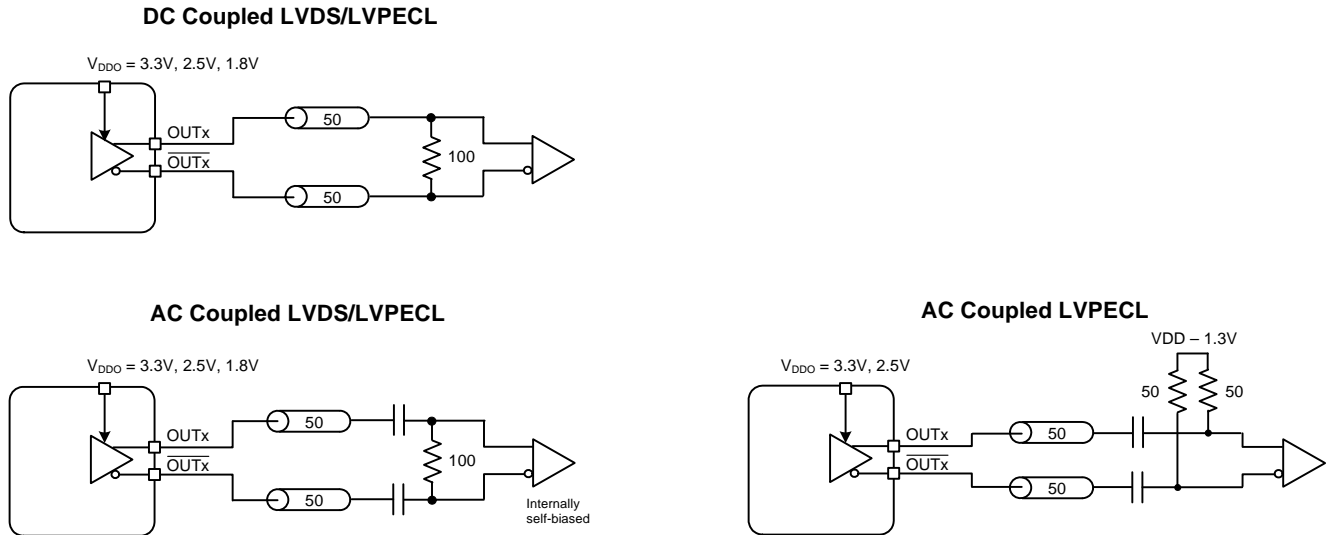 DC Coupled LVDS/LVPECL
VDDO = 3.3V, 2.5V, 1.8V
OUTx
50
100
OUTx
50
AC Coupled LVDS/LVPECL
VDDO = 3.3V, 2.5V, 1.8V
OUTx
50
100
OUTx
50
Internally
self-biased
AC Coupled LVPECL
VDD – 1.3V
VDDO = 3.3V, 2.5V
50
50
OUTx
50
OUTx
50